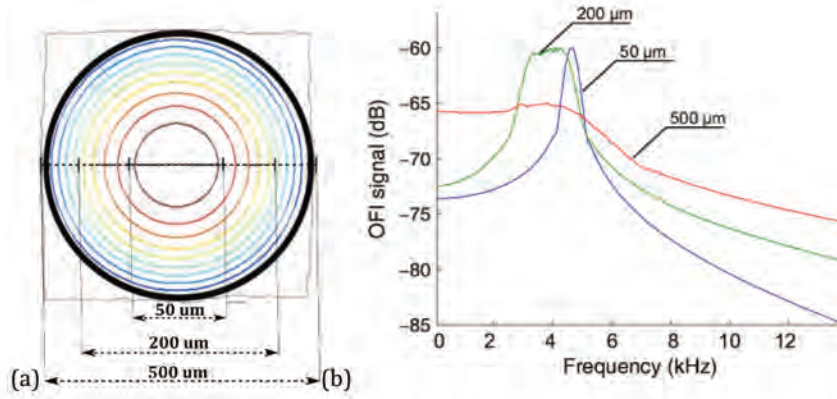 50 um
200 um
(a)
500 um
(b)
200 μm
50 μm
500 μm
OFI signal (dB)
−60
−65
−70
−75
−80
−85
0
2
4
6
8
10
12
Frequency (kHz)